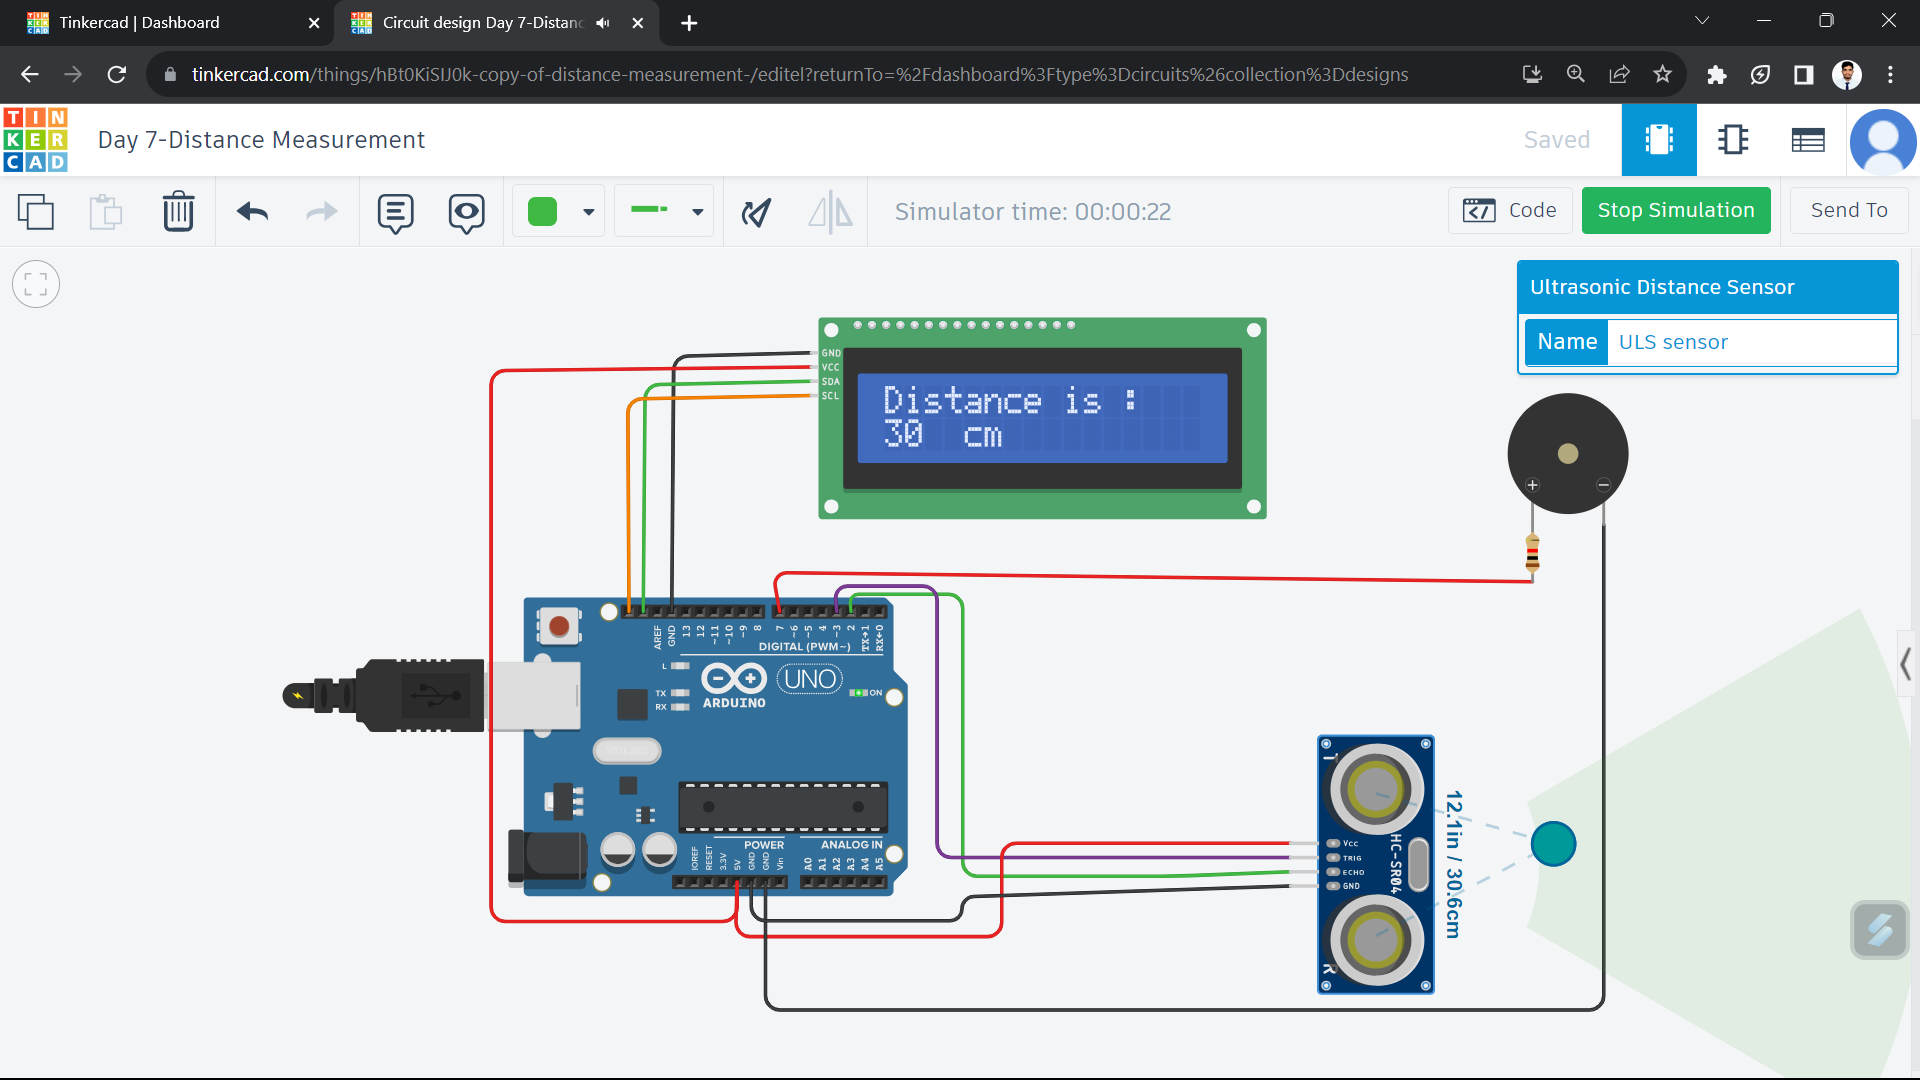 Tinkercad | Dashboard
Circuit design Day 7-Distanc
tinkercad.com/things/hBt0KiSIJ0k-copy-of-distance-measurement-/editel?returnTo=%2Fdashboard%3Ftype%3Dcircuits%26collection%3Ddesigns
TIN
KER
CAD
Day 7-Distance Measurement
Saved
Simulator time: 00:00:22
Code
Stop Simulation
Send To
Ultrasonic Distance Sensor
Name
ULS sensor
GND
VCC
SDA
SCL
Distance is :
30 cm
AREF
GND
13
12
~11
~10
~9
8
7
~6
~5
4
~3
2
TX→1
RX←0
DIGITAL (PWM~)
L
TX
RX
ARDUINO
UNO
ON
POWER
ANALOG IN
IOREF
RESET
3.3V
5V
GND
GND
Vin
A0
A1
A2
A3
A4
A5
T
VCC
TRIG
ECHO
GND
HC-SR04
R
12.1in / 30.6cm